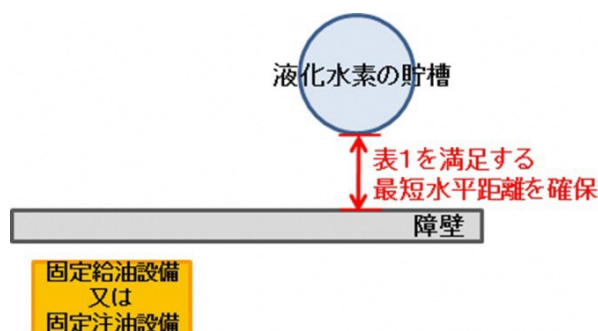 液化水素の貯槽
表1を満足する
最短水平距離を確保
障壁
固定給油設備
又は
固定注油設備